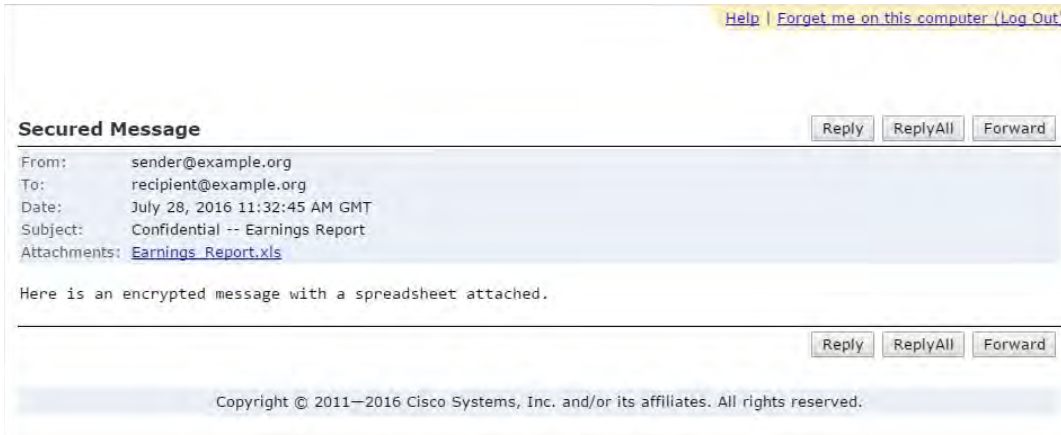 Help | Forget me on this computer (Log Out)
Secured Message Reply ReplyAll Forward
From: sender@example.org
To: recipient@example.org
Date: July 28, 2016 11:32:45 AM GMT
Subject: Confidential -- Earnings Report
Attachments: Earnings_Report.xls
Here is an encrypted message with a spreadsheet attached.
Reply ReplyAll Forward
Copyright © 2011—2016 Cisco Systems, Inc. and/or its affiliates. All rights reserved.